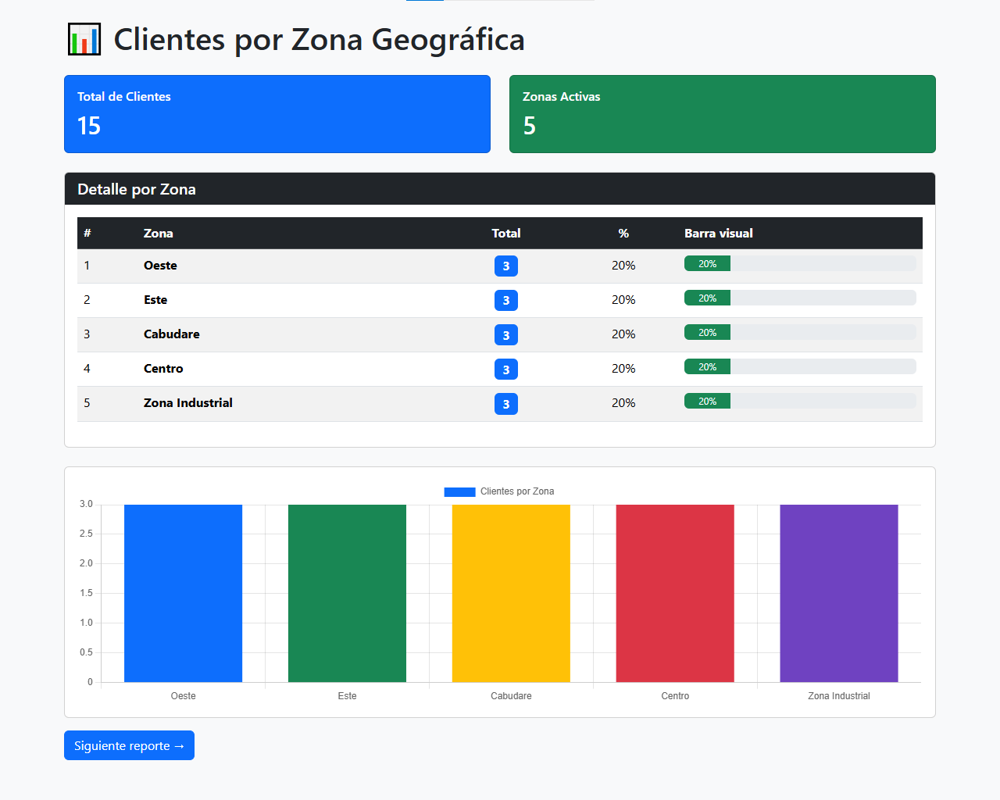 📊 Clientes por Zona Geográfica
Total de Clientes
15
Zonas Activas
5
Detalle por Zona
# Zona Total % Barra visual
1 Oeste 3 20% 20%
2 Este 3 20% 20%
3 Cabudare 3 20% 20%
4 Centro 3 20% 20%
5 Zona Industrial 3 20% 20%
Clientes por Zona
3.0
2.5
2.0
1.5
1.0
0.5
0
Oeste Este Cabudare Centro Zona Industrial
Siguiente reporte →